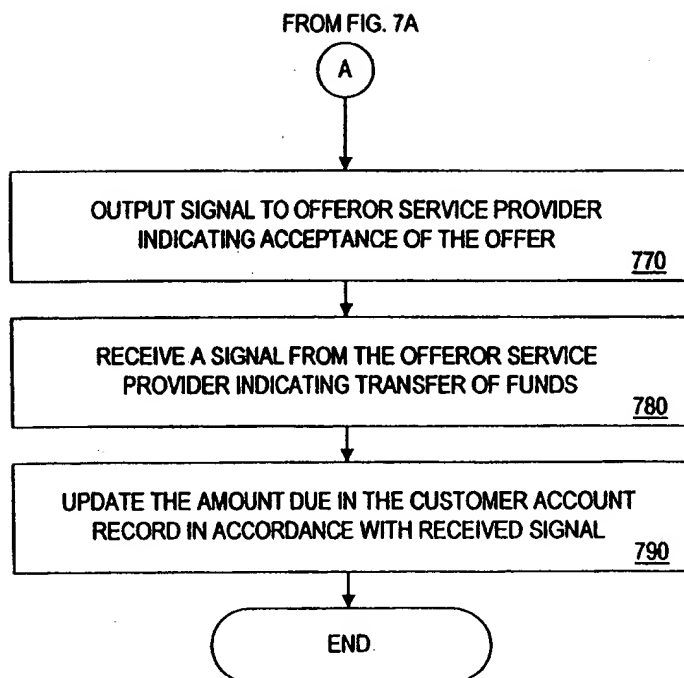 FROM FIG. 7A
A
OUTPUT SIGNAL TO OFFEROR SERVICE PROVIDER
INDICATING ACCEPTANCE OF THE OFFER
770
RECEIVE A SIGNAL FROM THE OFFEROR SERVICE
PROVIDER INDICATING TRANSFER OF FUNDS
780
UPDATE THE AMOUNT DUE IN THE CUSTOMER ACCOUNT
RECORD IN ACCORDANCE WITH RECEIVED SIGNAL
790
END